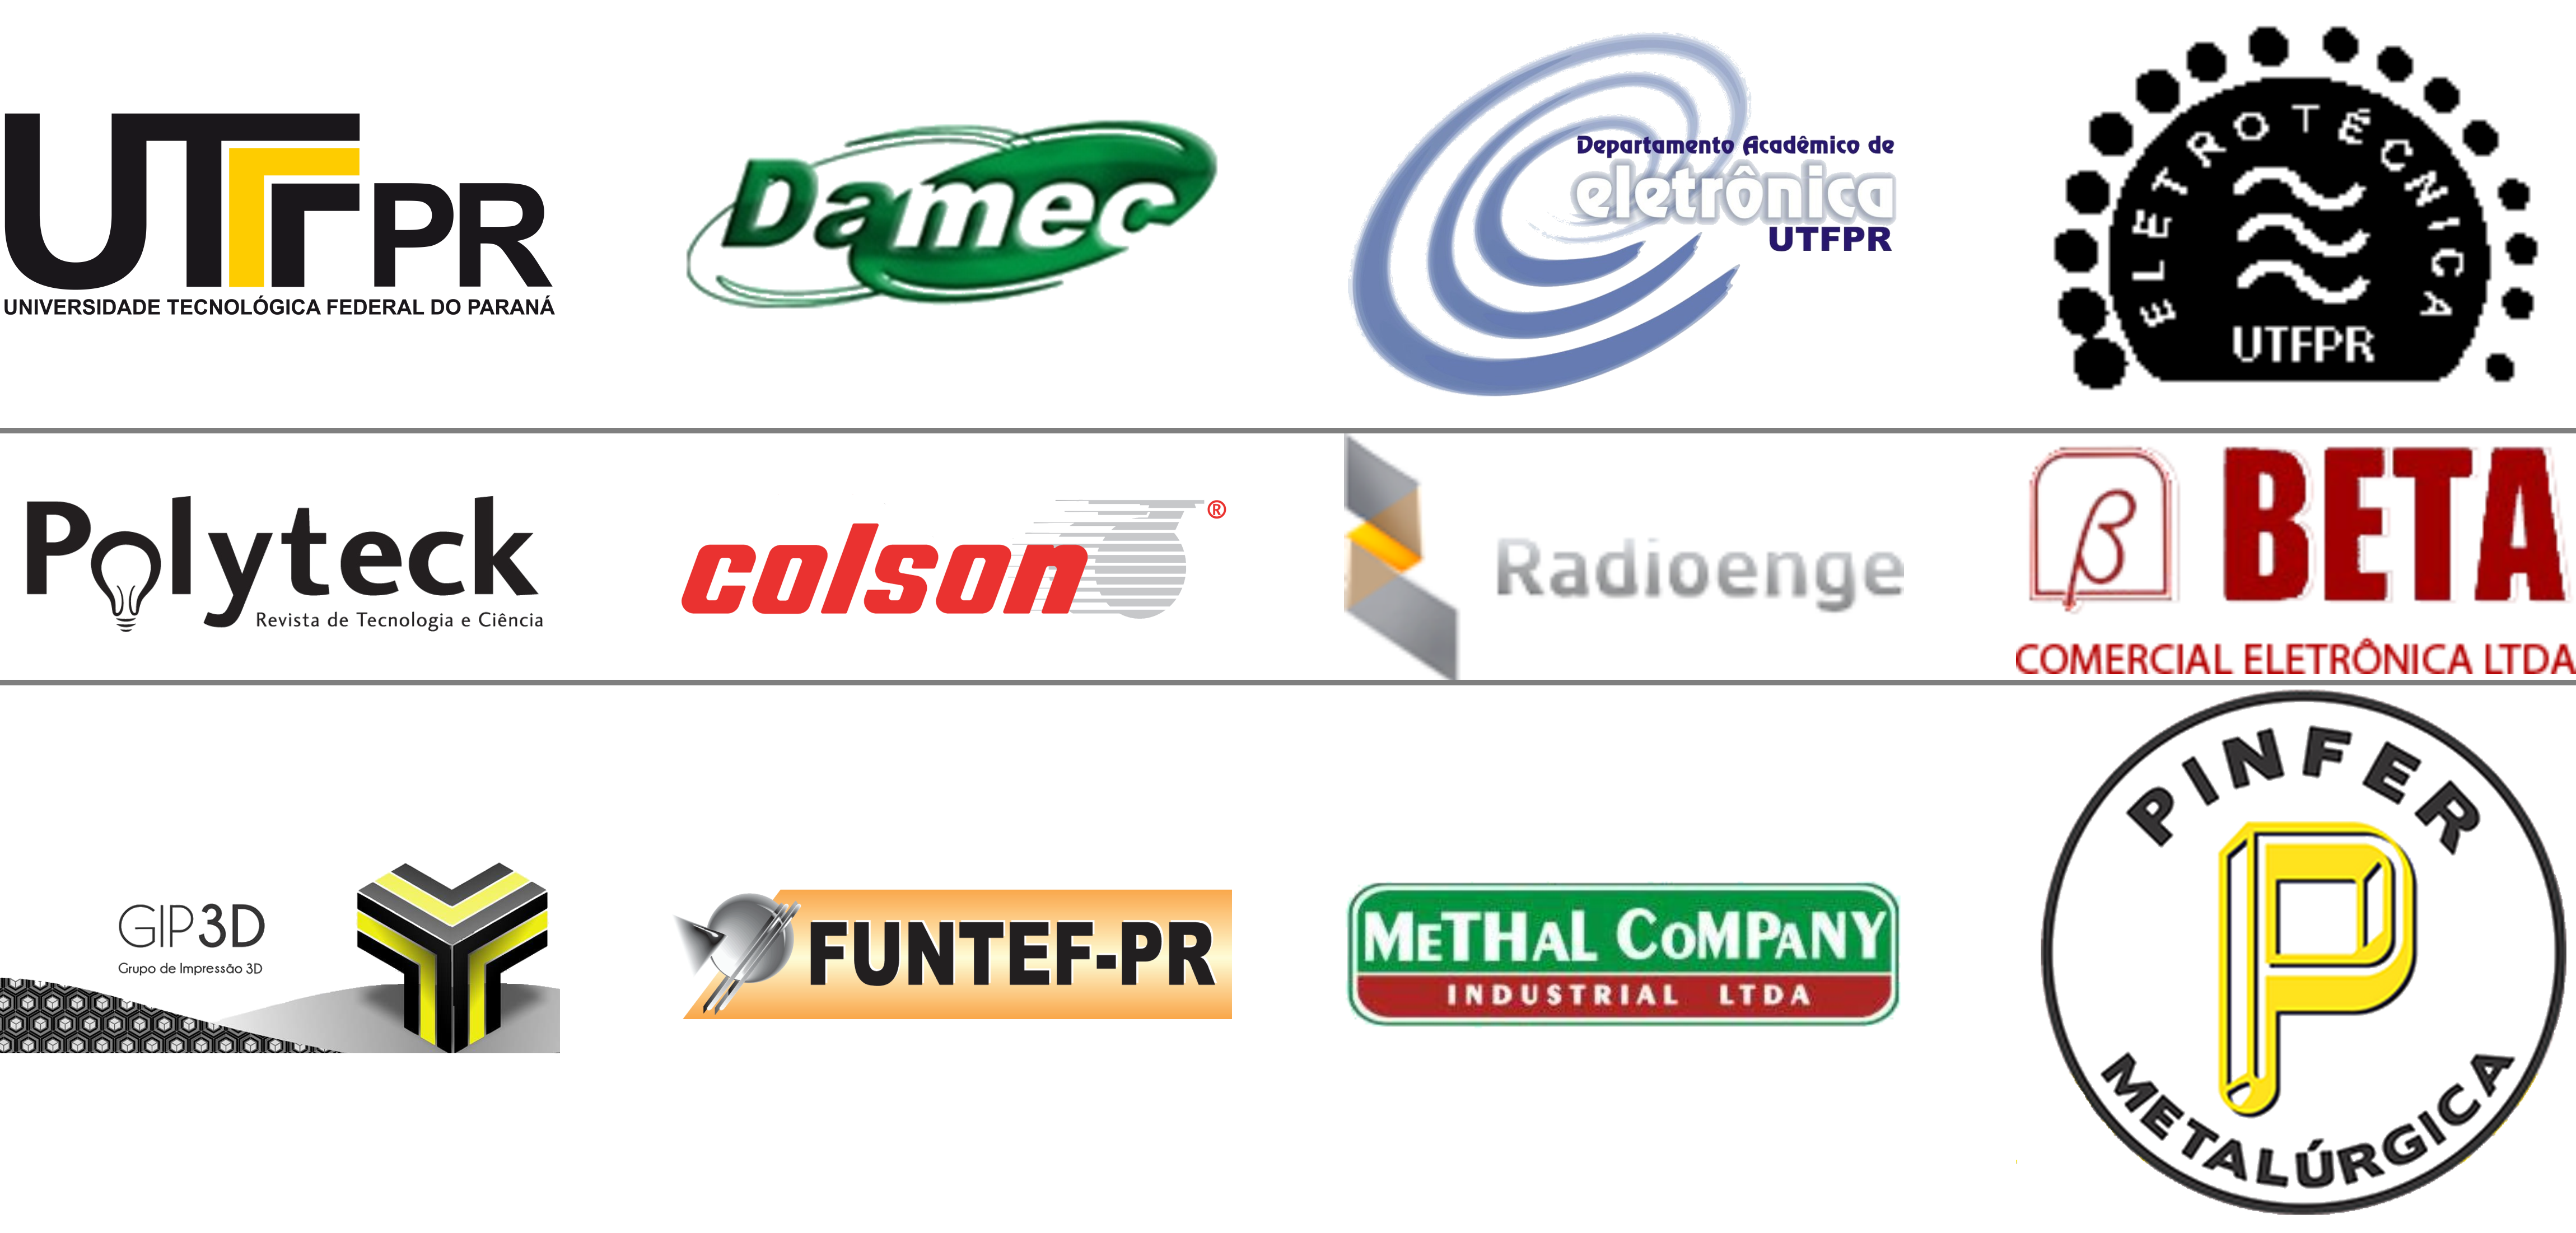 UTFPR
UNIVERSIDADE TECNOLÓGICA FEDERAL DO PARANÁ
Damec
Departamento Acadêmico de
eletrônica
UTFPR
ELETROTÉCNICA
UTFPR
Polyteck
Revista de Tecnologia e Ciência
colson®
Radioenge
β BETA
COMERCIAL ELETRÔNICA LTDA
GIP3D
Grupo de Impressão 3D
FUNTEF-PR
MeTHaL CoMPaNY
INDUSTRIAL LTDA
PINFER
P
METALÚRGICA